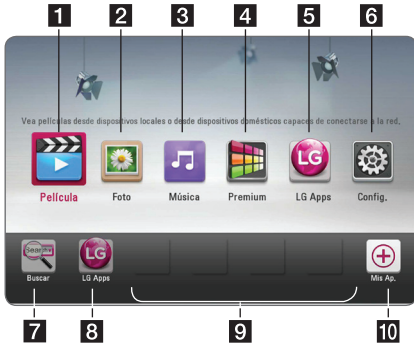 1 2 3 4 5 6
Vea películas desde dispositivos locales o desde dispositivos domésticos capaces de conectarse a la red.
LG
Película Foto Música Premium LG Apps Config.
Search LG
Buscar LG Apps Mis Ap.
7 8 9 10